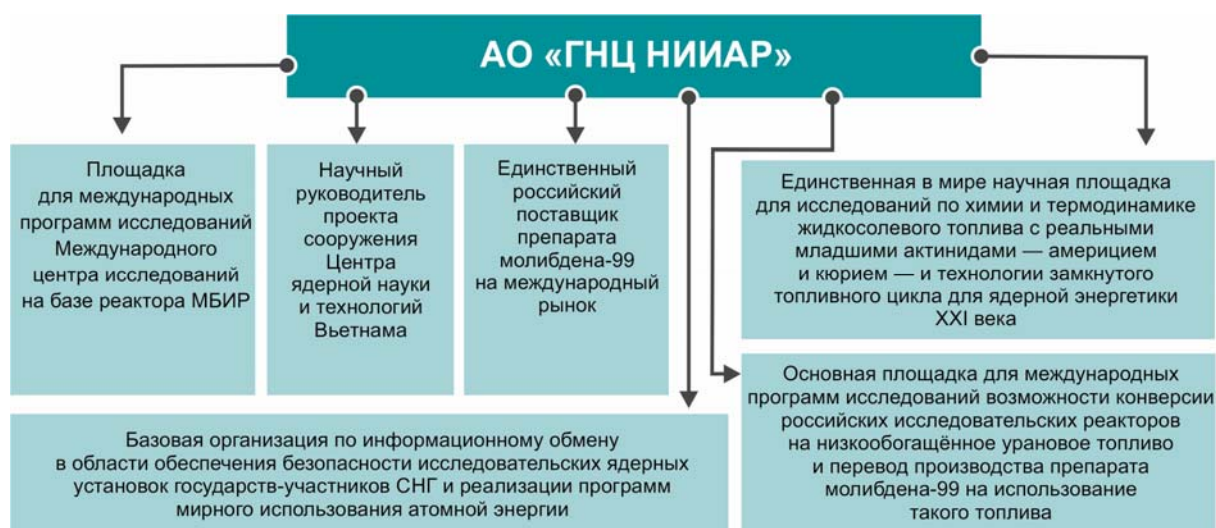 АО «ГНЦ НИИАР»
Площадка
для международных
программ исследований
Международного
центра исследований
на базе реактора МБИР
Научный
руководитель
проекта
сооружения
Центра
ядерной науки
и технологий
Вьетнама
Единственный
российский
поставщик
препарата
молибдена-99
на международный
рынок
Единственная в мире научная площадка
для исследований по химии и термодинамике
жидкосолевого топлива с реальными
младшими актинидами — америцием
и кюрием — и технологии замкнутого
топливного цикла для ядерной энергетики
XXI века
Базовая организация по информационному обмену
в области обеспечения безопасности исследовательских ядерных
установок государств-участников СНГ и реализации программ
мирного использования атомной энергии
Основная площадка для международных
программ исследований возможности конверсии
российских исследовательских реакторов
на низкообогащённое урановое топливо
и перевод производства препарата
молибдена-99 на использование
такого топлива